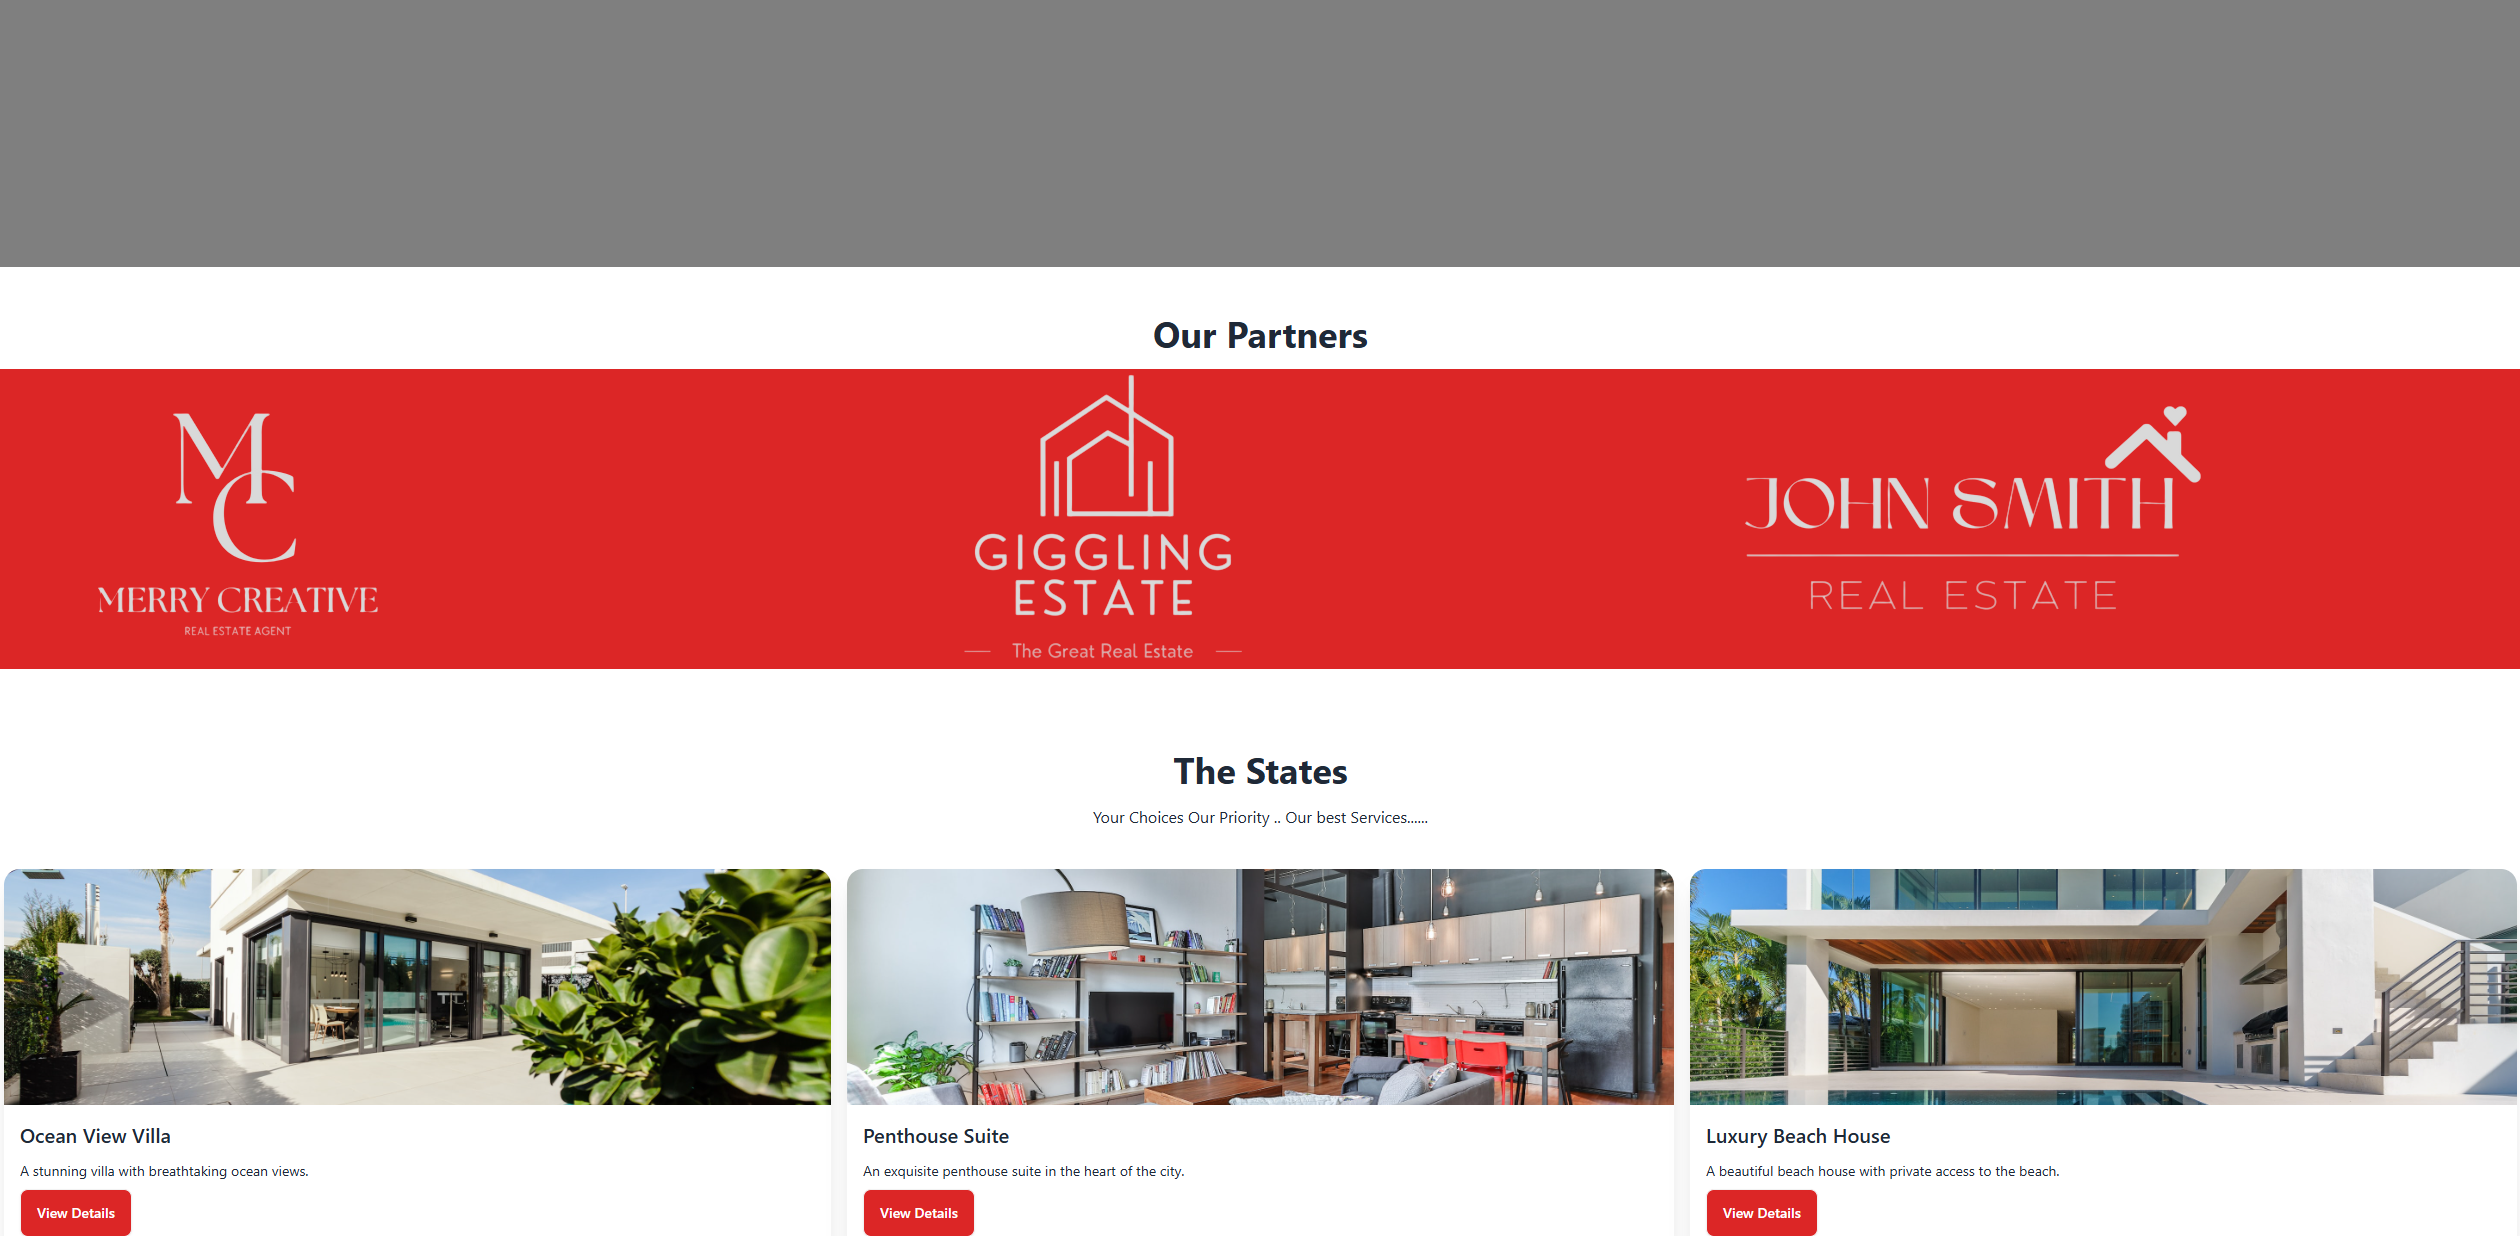 Our Partners
MC
MERRY CREATIVE
REAL ESTATE AGENT
GIGGLING
ESTATE
The Great Real Estate
JOHN SMITH
REAL ESTATE
The States
Your Choices Our Priority .. Our best Services......
Ocean View Villa
A stunning villa with breathtaking ocean views.
View Details
Penthouse Suite
An exquisite penthouse suite in the heart of the city.
View Details
Luxury Beach House
A beautiful beach house with private access to the beach.
View Details